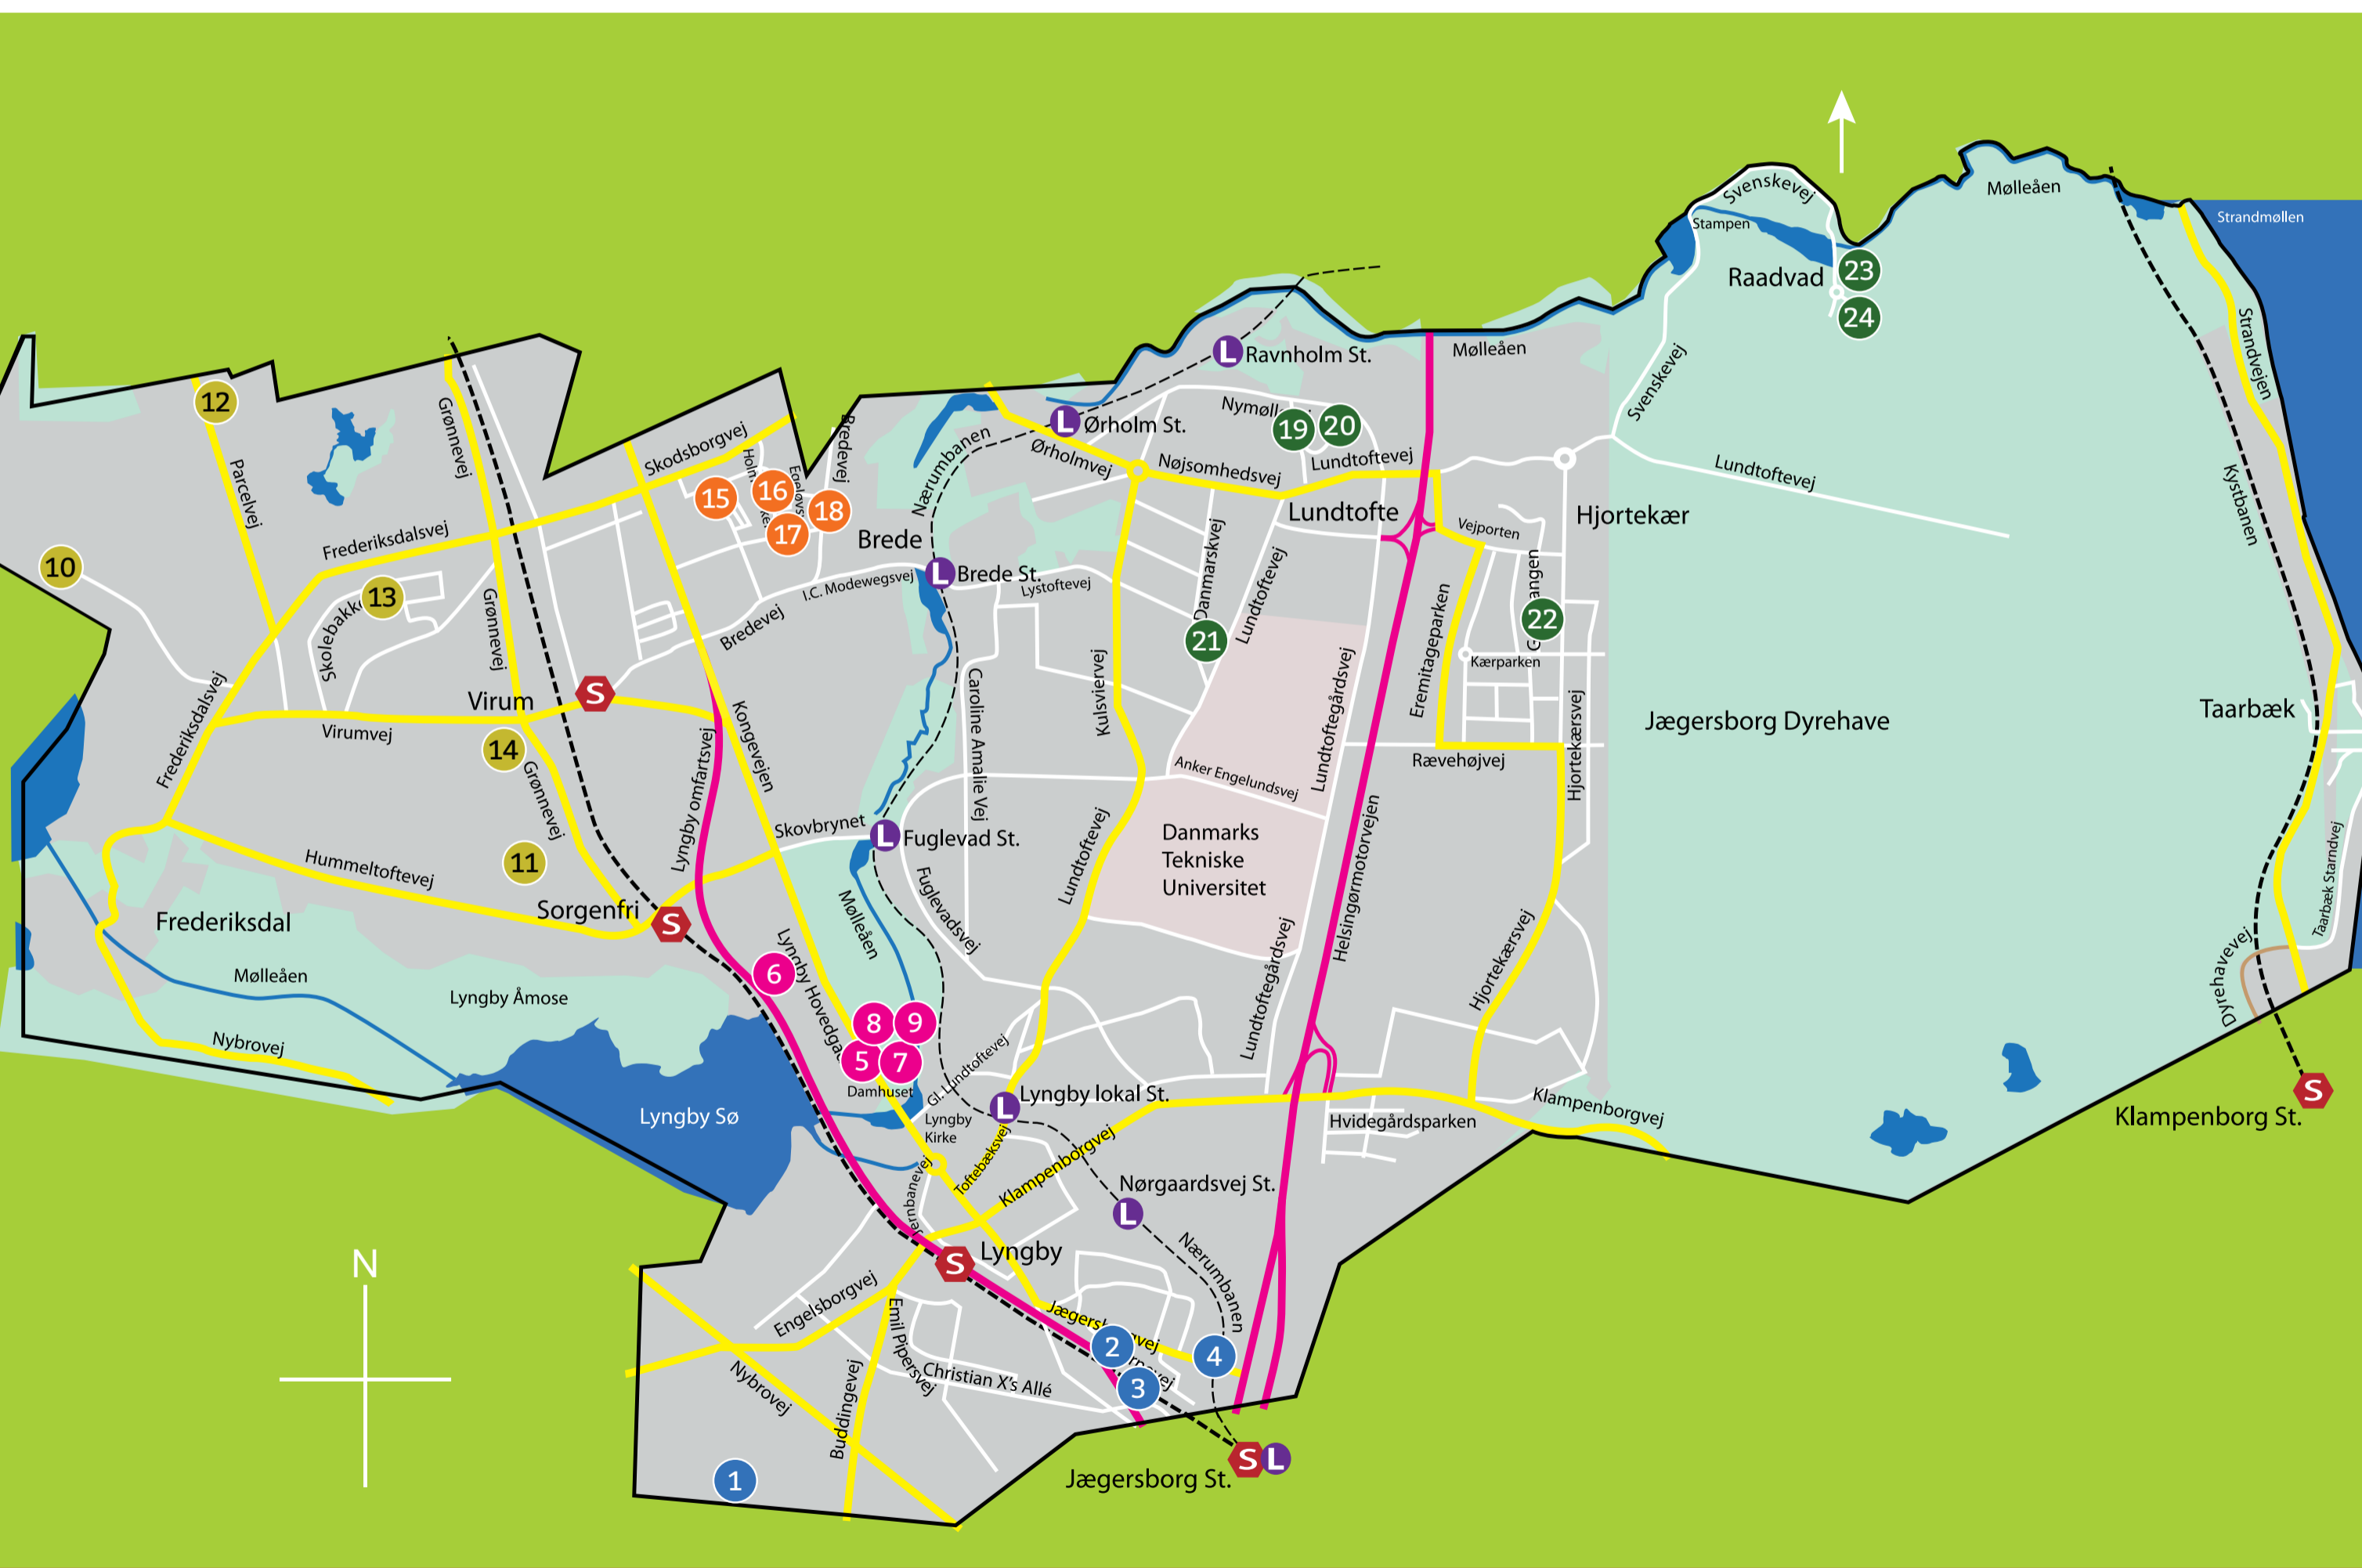 Svenskevej
Mølleåen
Stampen
Strandmøllen
Raadvad
23
24
Strandvejen
L Ravnholm St.
Mølleåen
Svenskevej
12
Grønnevej
Bredevej
L Ørholm St.
Nymøll
19
20
Skodsborgvej
Nærumbanen
Ørholmvej
Nøjsomhedsvej
Lundtoftevej
Lundtoftevej
Parcelvej
Kystbanen
15
16
17
18
Lundtofte
Hjortekær
Vejporten
Frederiksdalsvej
Brede
10
13
L Brede St.
I.C. Modewegsvej
Lystoftevej
Danmarksvej
Lundtoftevej
Skolebakke
Grønnevej
Bredevej
21
22
Eremitageparken
Kærparken
Kulsviervej
Lundtoftegårdsvej
Virum
S
Frederiksdalsvej
Virumvej
Caroline Amalie Vej
Kongevejen
Hjortekærsvej
Taarbæk
Jægersborg Dyrehave
14
Lyngby omfartsvej
Rævehøjvej
Anker Engelundsvej
Grønnevej
Skovbrynet
L Fuglevad St.
Lundtoftevej
Danmarks
Tekniske
Universitet
Helsingørmotorvejen
Taarbæk Starndvej
11
Hummeltoftevej
Sorgenfri
S
Frederiksdal
Mølleåen
Fuglevadsvej
Lundtoftegårdsvej
Hjortekærsvej
Dyrehavevej
6
Mølleåen
Lyngby Åmose
Lyngby Hovedga
8
9
5
7
Nybrovej
Damhuset
Gl. Lundtoftevej
L Lyngby lokal St.
S
Klampenborg St.
Klampenborgvej
Lyngby Sø
Lyngby
Kirke
Hvidegårdsparken
Toftebæksvej
Klampenborgvej
Jernbanevej
Nørgaardsvej St.
L
Nærumbanen
N
S Lyngby
Engelsborgvej
Emil Pipersvej
2
4
3
Nybrovej
Christian X's Allé
Buddingevej
1
Jægersborg St.
S L